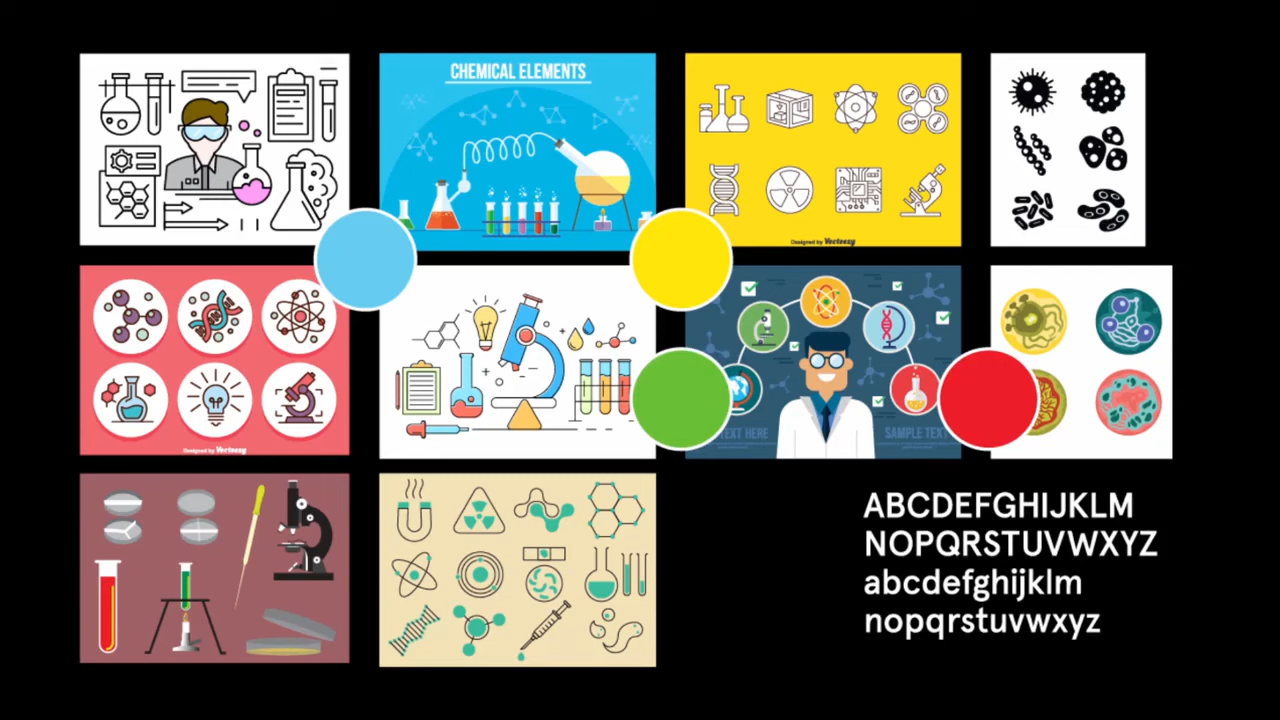 CHEMICAL ELEMENTS
Designed by Vecteezy
Designed by Vecteezy
TEXT HERE
SAMPLE TEXT
ABCDEFGHIJKLM
NOPQRSTUVWXYZ
abcdefghijklm
nopqrstuvwxyz